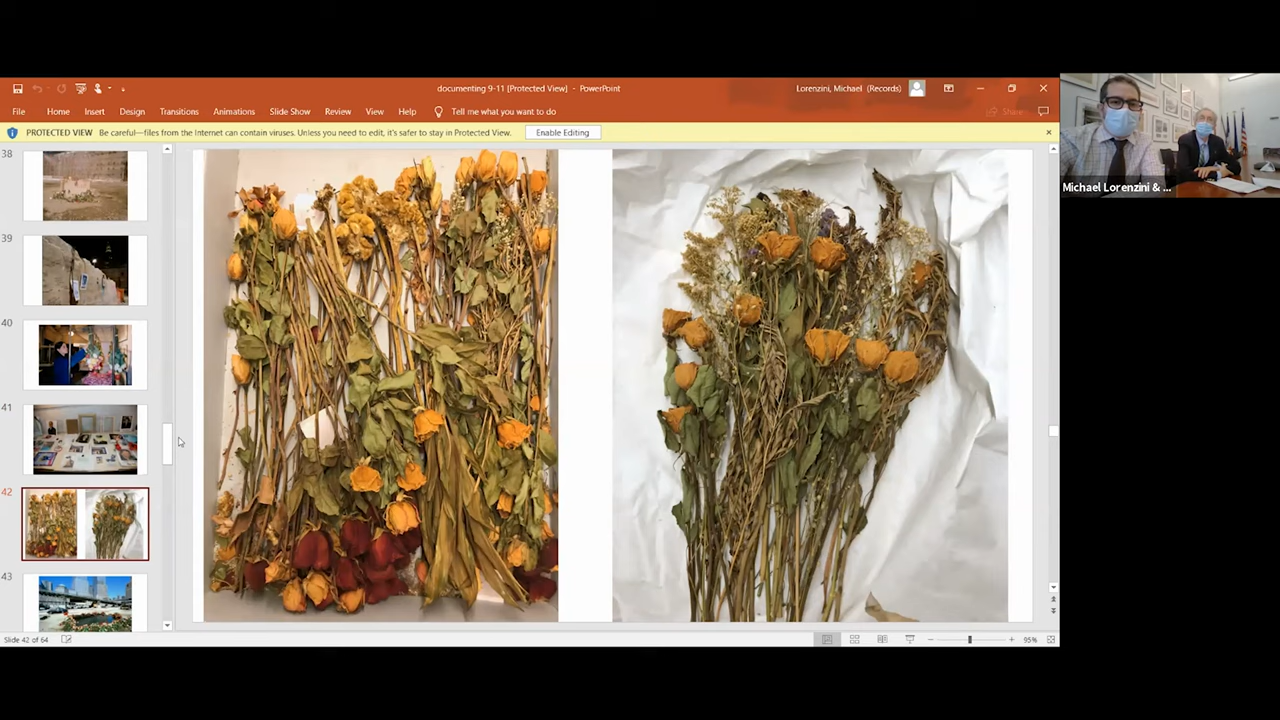 documenting 9-11 [Protected View] - PowerPoint
Lorenzini, Michael (Records)
File Home Insert Design Transitions Animations Slide Show Review View Help Tell me what you want to do
Share
PROTECTED VIEW Be careful—files from the Internet can contain viruses. Unless you need to edit, it's safer to stay in Protected View. Enable Editing
Michael Lorenzini & ...
38
39
40
41
42
43
Slide 42 of 64
95%